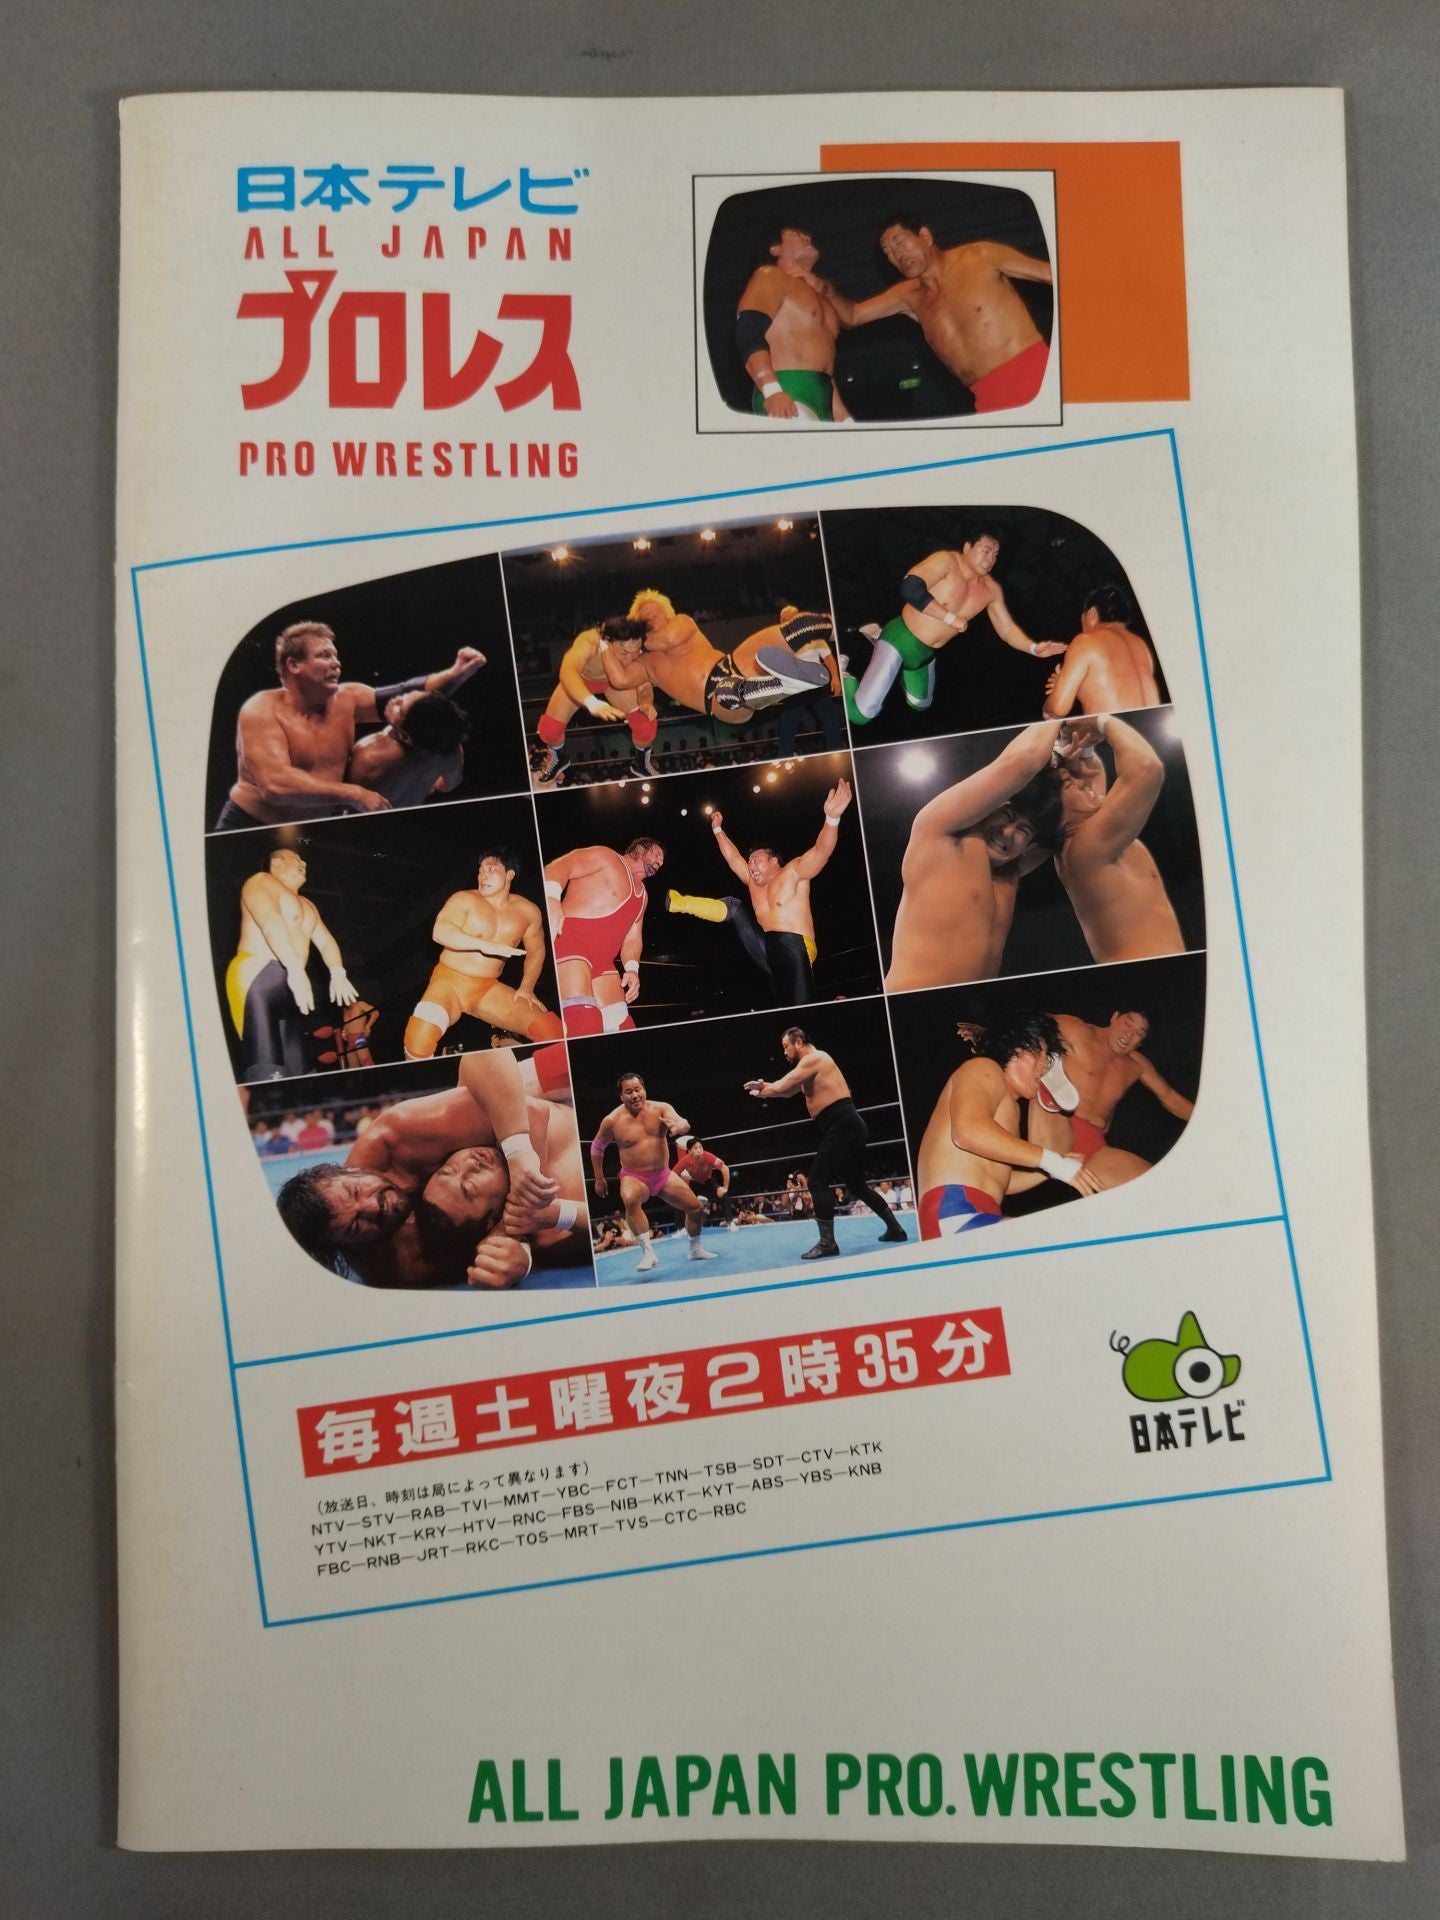 日本テレビ
ALL JAPAN
プロレス
PRO WRESTLING
毎週土曜夜2時35分
(放送日、時刻は局によって異なります)
NTV—STV—RAB—TVI—MMT—YBC—FCT—TNN—TSB—SDT—CTV—KTK
YTV—NKT—KRY—HTV—RNC—FBS—NIB—KKT—KYT—ABS—YBS—KNB
FBC—RNB—JRT—RKC—TOS—MRT—TVS—CTC—RBC
日本テレビ
ALL JAPAN PRO. WRESTLING